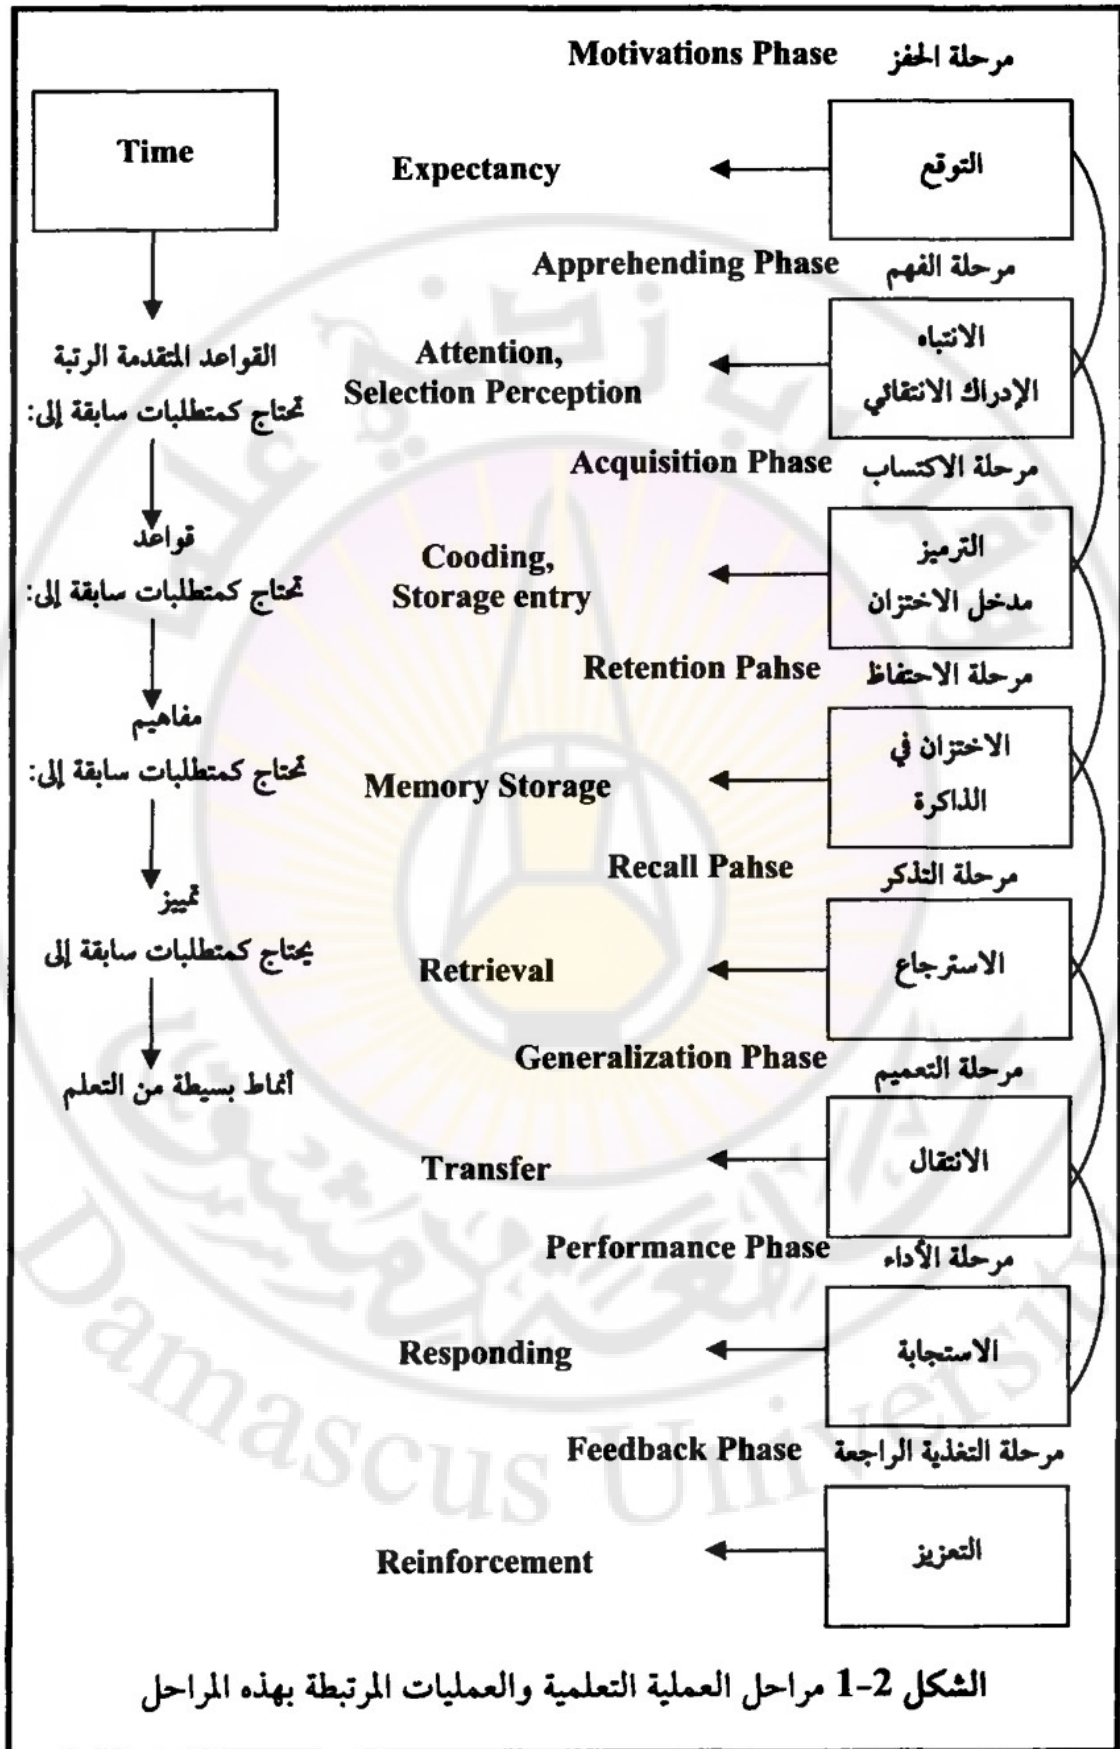 Motivations Phase مرحلة الحفز
Time
Expectancy
التوقع
Apprehending Phase مرحلة الفهم
القواعد المتقدمة الرتبة
تحتاج كمتطلبات سابقة إلى:
Attention,
Selection Perception
الانتباه
الإدراك الانتقائي
Acquisition Phase مرحلة الاكتساب
قواعد
تحتاج كمتطلبات سابقة إلى:
Cooding,
Storage entry
الترميز
مدخل الاختزان
Retention Pahse مرحلة الاحتفاظ
مفاهيم
تحتاج كمتطلبات سابقة إلى:
Memory Storage
الاختزان في
الذاكرة
Recall Pahse مرحلة التذكر
تمييز
يحتاج كمتطلبات سابقة إلى
Retrieval
الاسترجاع
Generalization Phase مرحلة التعميم
أنماط بسيطة من التعلم
Transfer
الانتقال
Performance Phase مرحلة الأداء
Responding
الاستجابة
Feedback Phase مرحلة التغذية الراجعة
Reinforcement
التعزيز
الشكل 2-1 مراحل العملية التعلمية والعمليات المرتبطة بهذه المراحل
جامعة دمشق
Damascus University